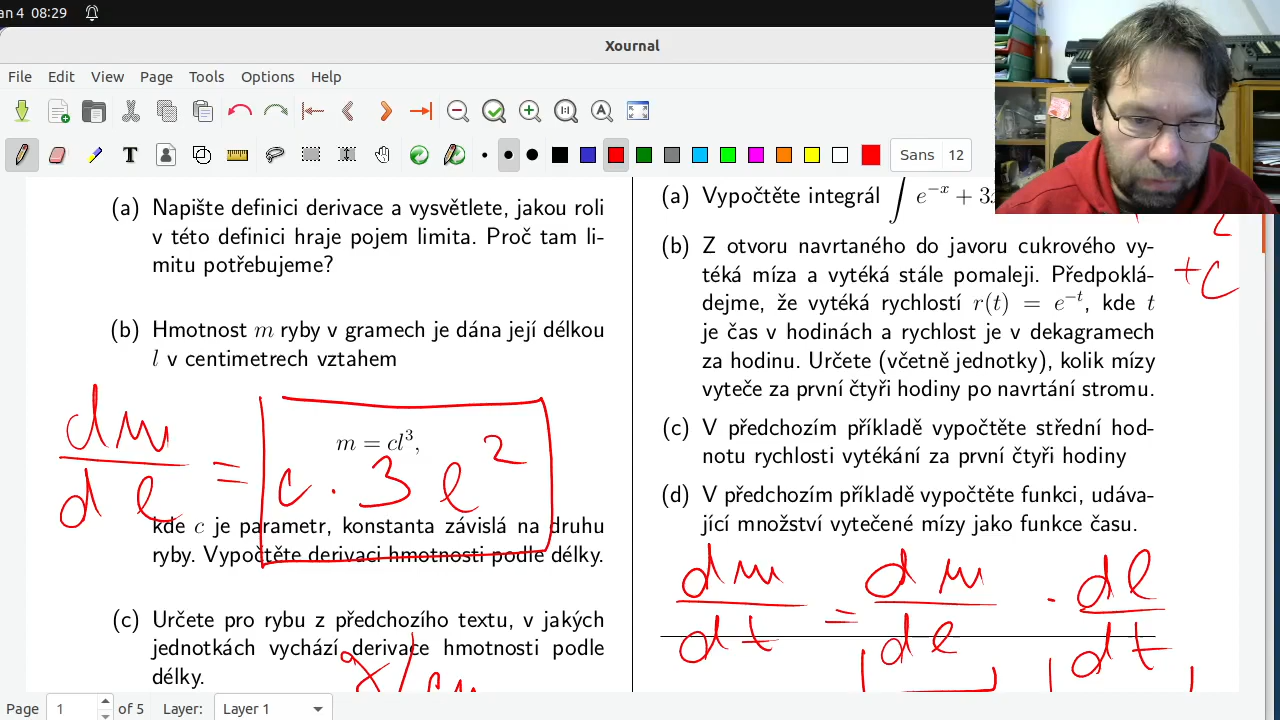 an 4 08:29
Xournal
File Edit View Page Tools Options Help
Sans 12
(a) Napište definici derivace a vysvětlete, jakou roli
v této definici hraje pojem limita. Proč tam li-
mitu potřebujeme?
(b) Hmotnost m ryby v gramech je dána její délkou
l v centimetrech vztahem
m = cl³,
dm/dl = c · 3 l²
kde c je parametr, konstanta závislá na druhu
ryby. Vypočtěte derivaci hmotnosti podle délky.
(c) Určete pro rybu z předchozího textu, v jakých
jednotkách vychází derivace hmotnosti podle
délky.
g/cm
(a) Vypočtěte integrál ∫ e⁻ˣ + 3
2
+c
(b) Z otvoru navrtaného do javoru cukrového vy-
téká míza a vytéká stále pomaleji. Předpoklá-
dejme, že vytéká rychlostí r(t) = e⁻ᵗ, kde t
je čas v hodinách a rychlost je v dekagramech
za hodinu. Určete (včetně jednotky), kolik mízy
vyteče za první čtyři hodiny po navrtání stromu.
(c) V předchozím příkladě vypočtěte střední hod-
notu rychlosti vytékání za první čtyři hodiny
(d) V předchozím příkladě vypočtěte funkci, udáva-
jící množství vytečené mízy jako funkce času.
dm/dt = dm/dl · dl/dt
Page 1 of 5 Layer: Layer 1